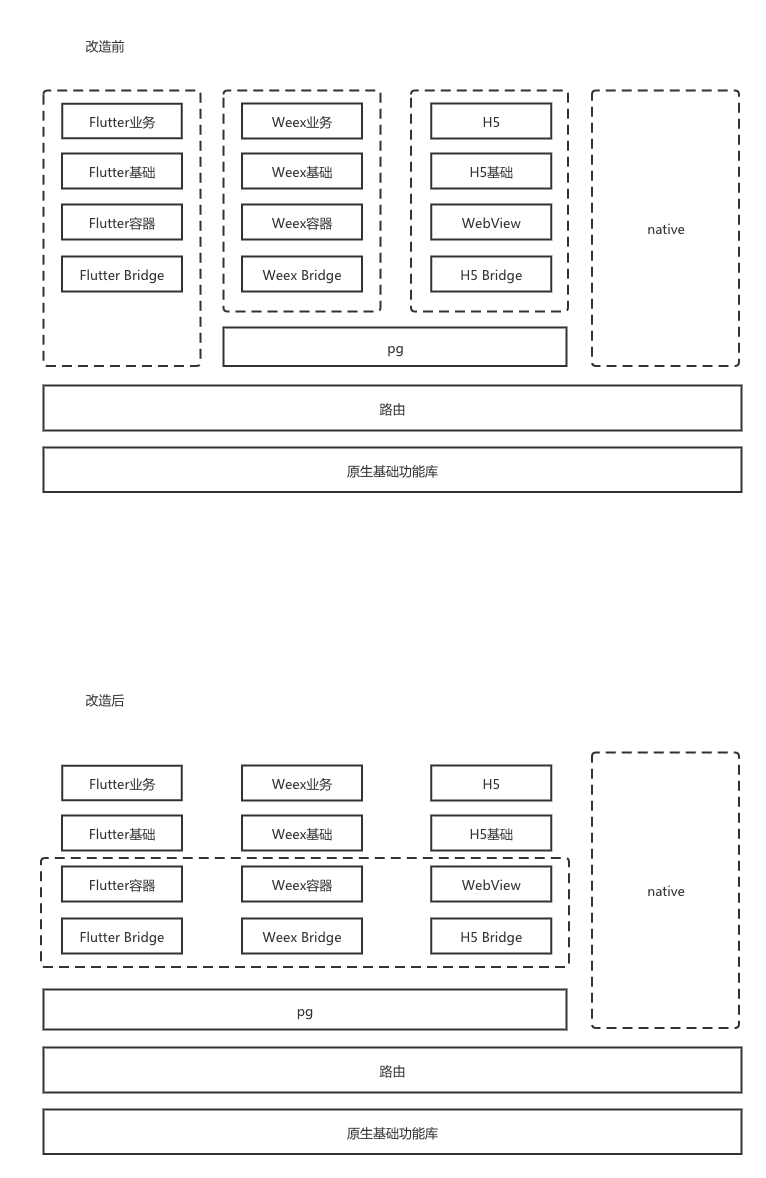 改造前
Flutter业务
Weex业务
H5
Flutter基础
Weex基础
H5基础
native
Flutter容器
Weex容器
WebView
Flutter Bridge
Weex Bridge
H5 Bridge
pg
路由
原生基础功能库
改造后
Flutter业务
Weex业务
H5
Flutter基础
Weex基础
H5基础
Flutter容器
Weex容器
WebView
native
Flutter Bridge
Weex Bridge
H5 Bridge
pg
路由
原生基础功能库